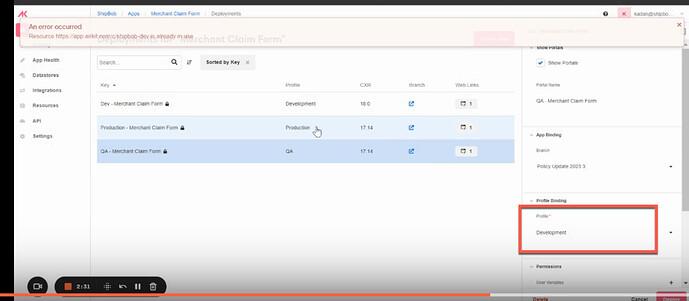 ShipBob Apps Merchant Claim Form Deployments
An error occurred
Resource https://app.airkit.com/c/shipbob-dev is already in use
Deployments for "Merchant Claim Form"
App Health
Datastores
Integrations
Resources
API
Settings
Search...
Sorted by Key
Key Profile CXR Branch Web Links
Dev - Merchant Claim Form Development 18.0 1
Production - Merchant Claim Form Production 17.14 1
QA - Merchant Claim Form QA 17.14 1
Show Portals
Show Portals
Portal Name
QA - Merchant Claim Form
App Binding
Branch
Policy Update 2023.3
Profile Binding
Profile*
Development
Permissions
User Variables
Delete Cancel
2:31